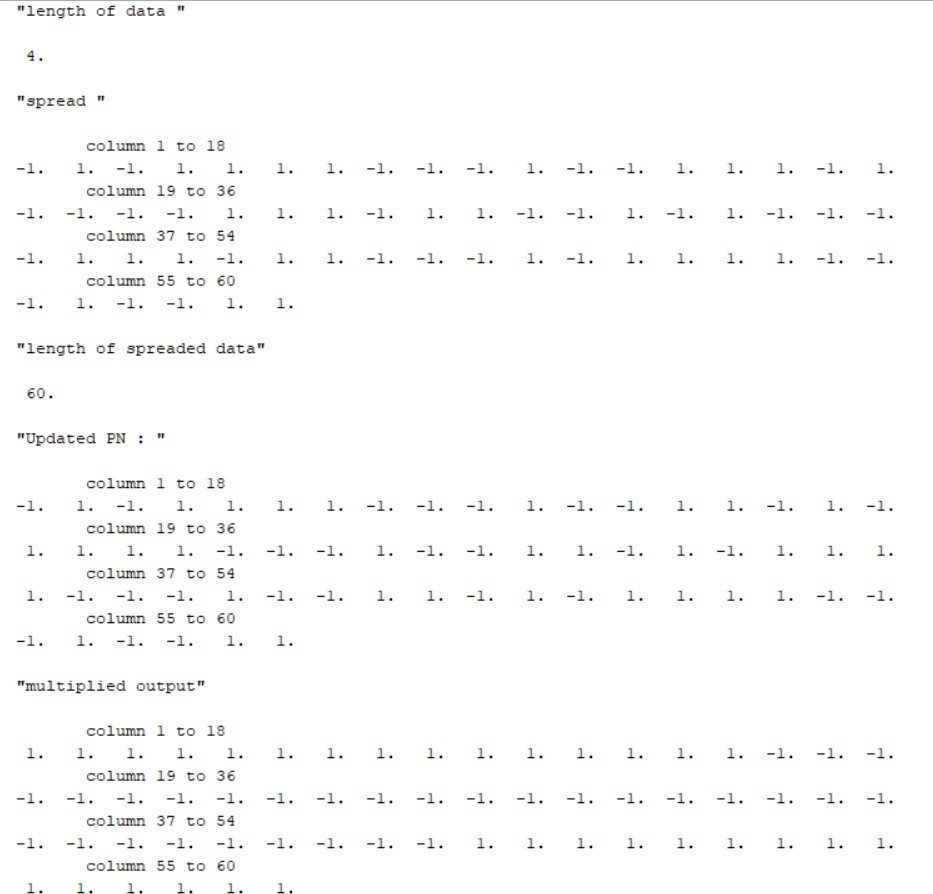 "length of data "
4.
"spread "
column 1 to 18
-1. 1. -1. 1. 1. 1. 1. -1. -1. -1. 1. -1. -1. 1. 1. 1. -1. 1.
column 19 to 36
-1. -1. -1. -1. 1. 1. 1. -1. 1. 1. -1. -1. 1. -1. 1. -1. -1. -1.
column 37 to 54
-1. 1. 1. 1. -1. 1. 1. -1. -1. -1. 1. -1. 1. 1. 1. 1. -1. -1.
column 55 to 60
-1. 1. -1. -1. 1. 1.
"length of spreaded data"
60.
"Updated PN : "
column 1 to 18
-1. 1. -1. 1. 1. 1. 1. -1. -1. -1. 1. -1. -1. 1. 1. -1. 1. -1.
column 19 to 36
1. 1. 1. 1. -1. -1. -1. 1. -1. -1. 1. 1. -1. 1. -1. 1. 1. 1.
column 37 to 54
1. -1. -1. -1. 1. -1. -1. 1. 1. -1. 1. -1. 1. 1. 1. 1. -1. -1.
column 55 to 60
-1. 1. -1. -1. 1. 1.
"multiplied output"
column 1 to 18
1. 1. 1. 1. 1. 1. 1. 1. 1. 1. 1. 1. 1. 1. 1. -1. -1. -1.
column 19 to 36
-1. -1. -1. -1. -1. -1. -1. -1. -1. -1. -1. -1. -1. -1. -1. -1. -1. -1.
column 37 to 54
-1. -1. -1. -1. -1. -1. -1. -1. -1. 1. 1. 1. 1. 1. 1. 1. 1. 1.
column 55 to 60
1. 1. 1. 1. 1. 1.